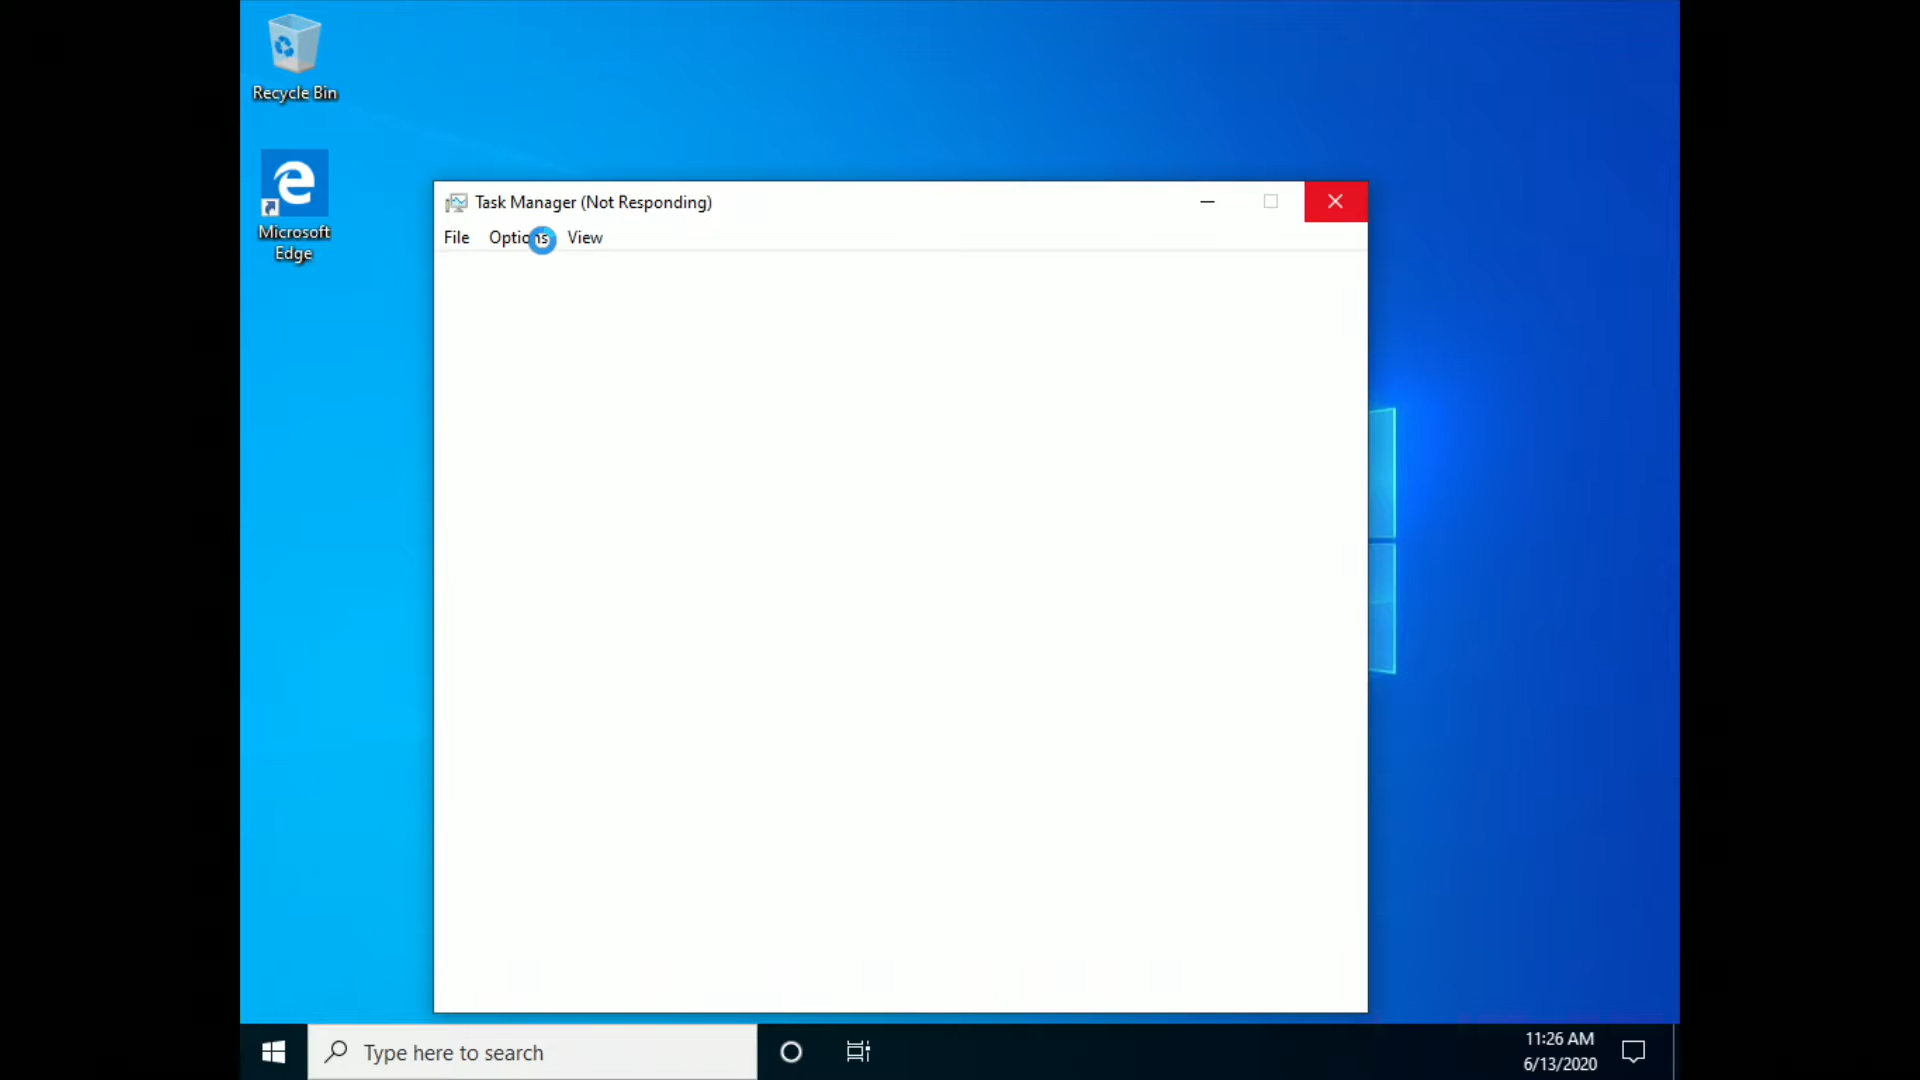 Recycle Bin
Microsoft
Edge
Task Manager (Not Responding)
File Options View
Type here to search
11:26 AM
6/13/2020